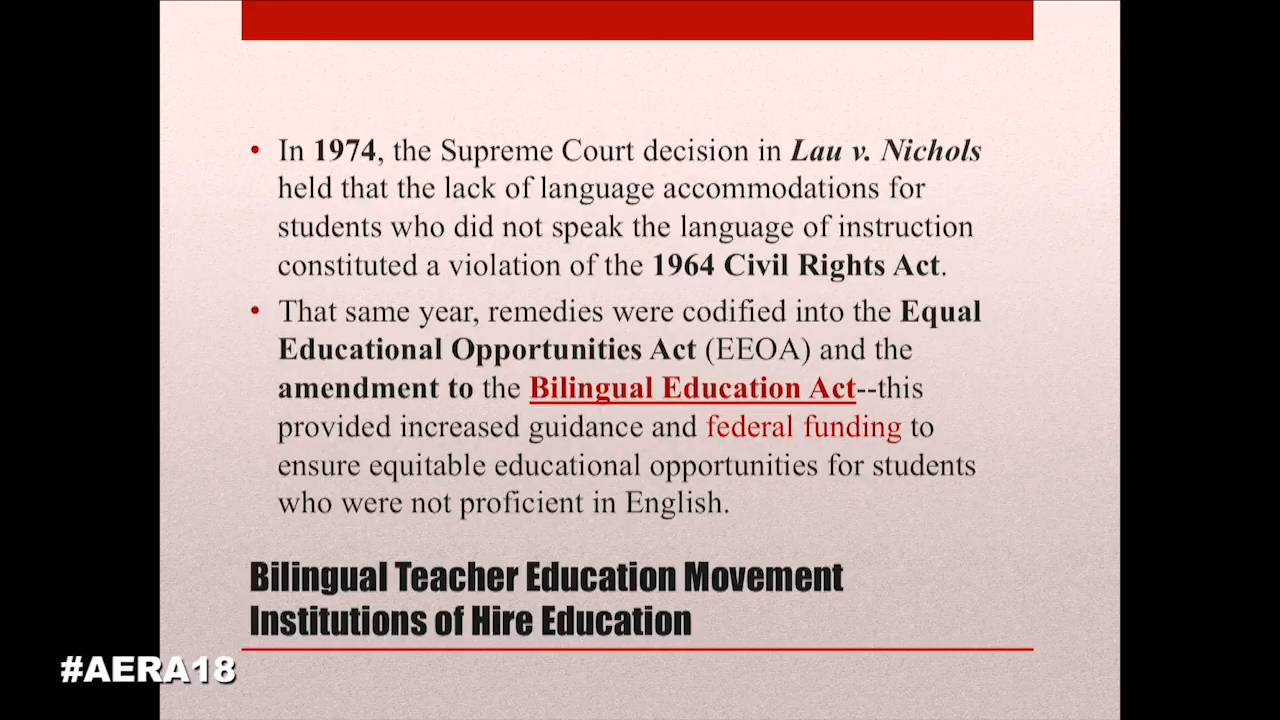 • In 1974, the Supreme Court decision in Lau v. Nichols
held that the lack of language accommodations for
students who did not speak the language of instruction
constituted a violation of the 1964 Civil Rights Act.
• That same year, remedies were codified into the Equal
Educational Opportunities Act (EEOA) and the
amendment to the Bilingual Education Act--this
provided increased guidance and federal funding to
ensure equitable educational opportunities for students
who were not proficient in English.
Bilingual Teacher Education Movement
Institutions of Hire Education
#AERA18